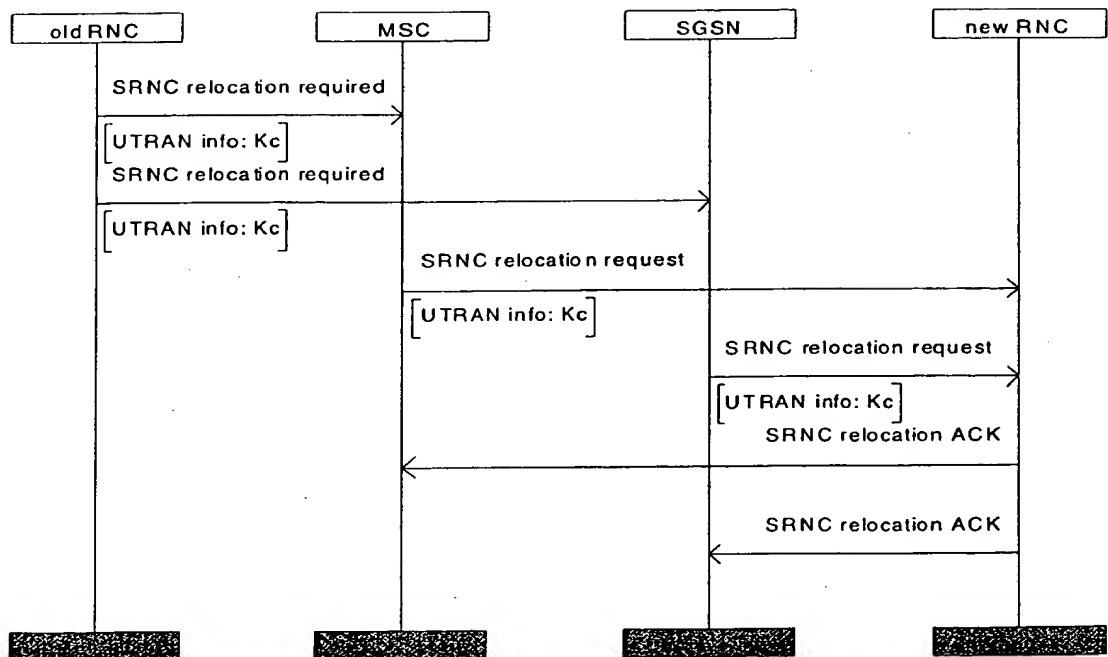 old RNC MSC SGSN new RNC
SRNC relocation required
[UTRAN info: Kc]
SRNC relocation required
[UTRAN info: Kc]
SRNC relocation request
[UTRAN info: Kc]
SRNC relocation request
[UTRAN info: Kc]
SRNC relocation ACK
SRNC relocation ACK